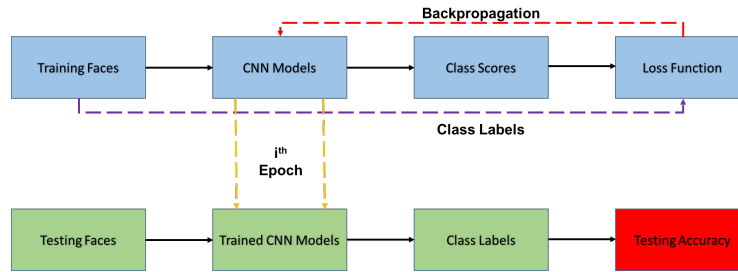 Backpropagation
Training Faces
CNN Models
Class Scores
Loss Function
Class Labels
ith
Epoch
Testing Faces
Trained CNN Models
Class Labels
Testing Accuracy